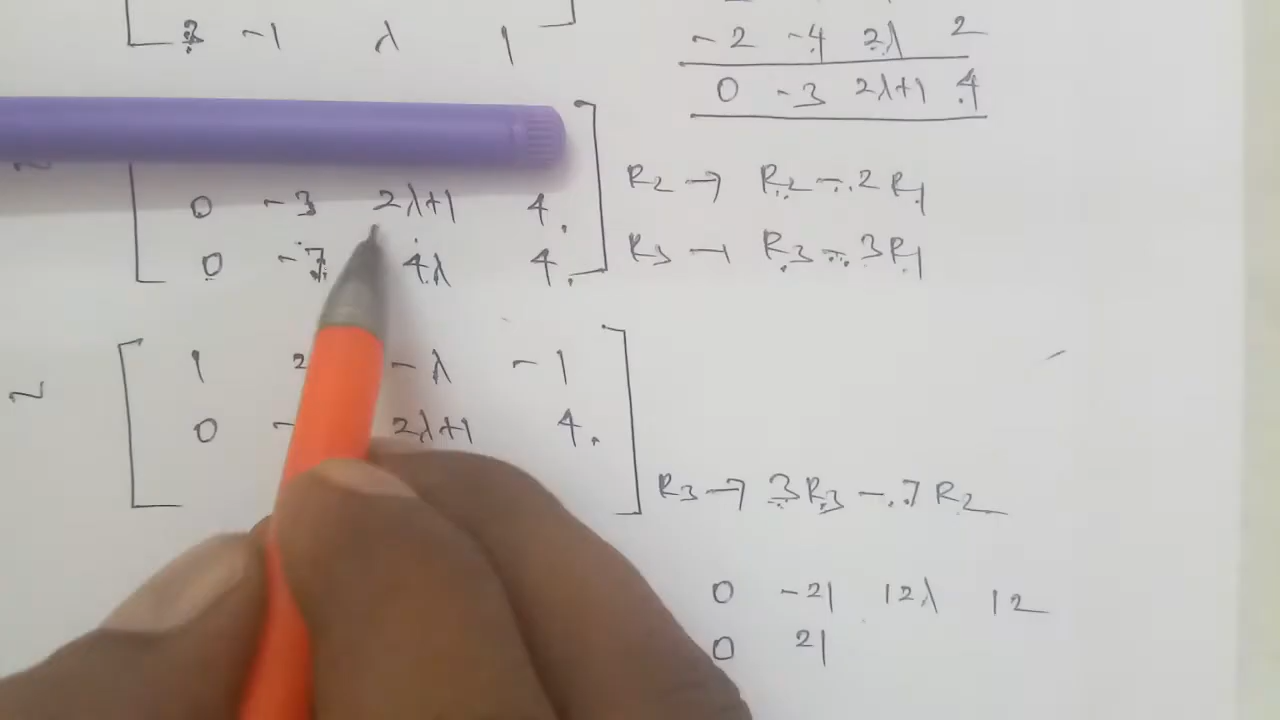 -2 -4 2λ 2
3 -1 λ 1
0 -3 2λ+1 4
~
0 -3 2λ+1 4 R2 → R2 - 2R1
0 -7 4λ 4 R3 → R3 - 3R1
~ 1 2 -λ -1
0 - 2λ+1 4
R3 → 3R3 - 7R2
0 -21 12λ 12
0 21